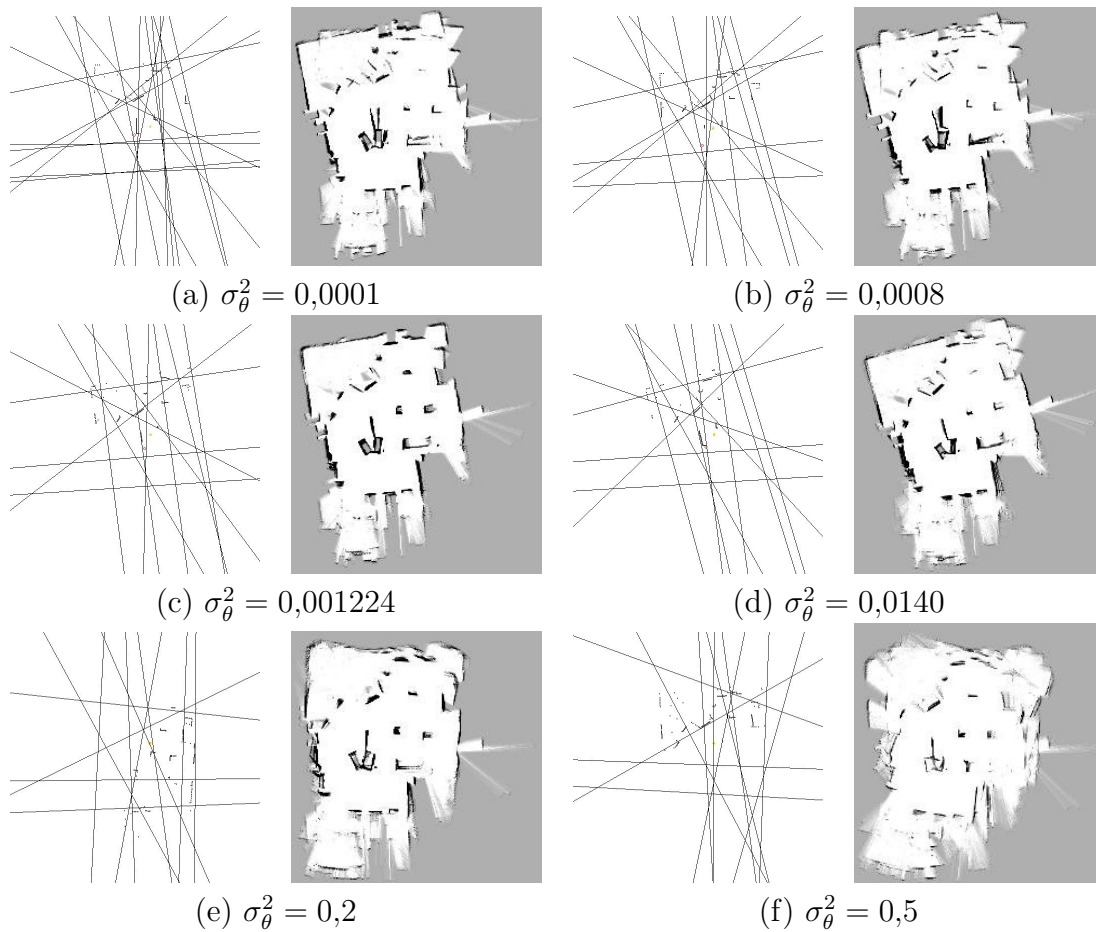 (a) σ²_θ = 0,0001
(b) σ²_θ = 0,0008
(c) σ²_θ = 0,001224
(d) σ²_θ = 0,0140
(e) σ²_θ = 0,2
(f) σ²_θ = 0,5